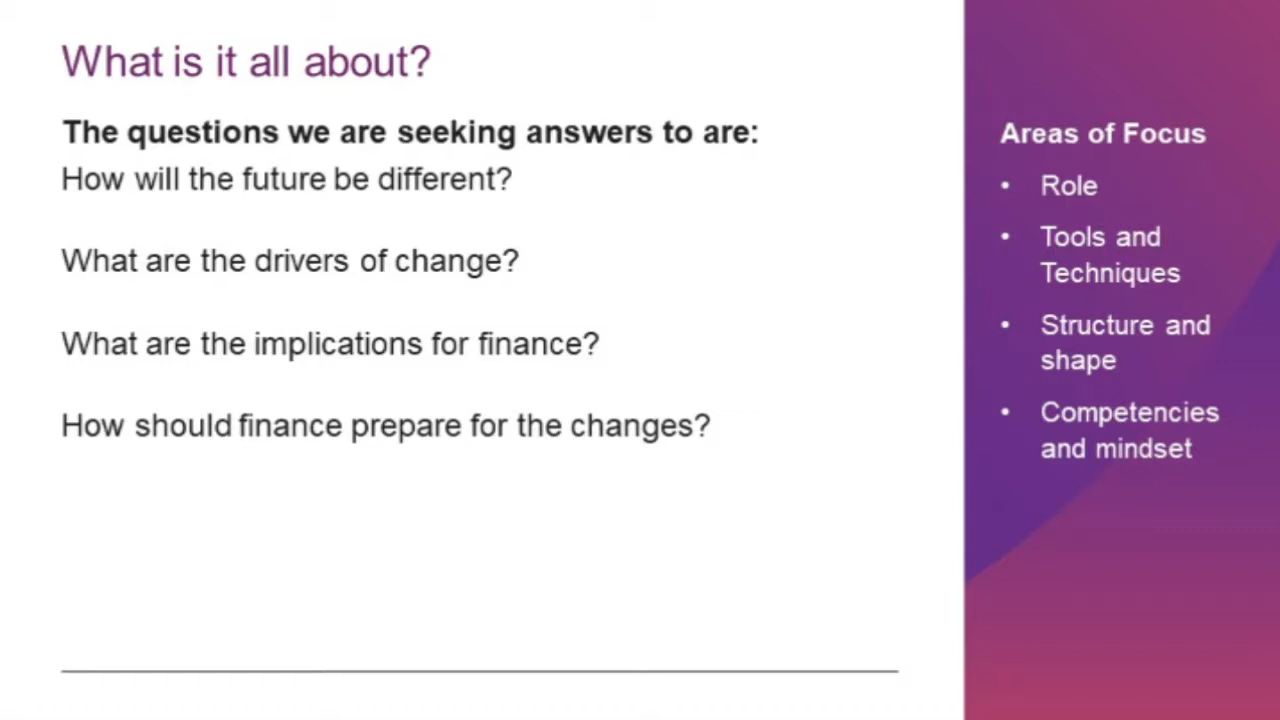 What is it all about?
The questions we are seeking answers to are:
How will the future be different?
What are the drivers of change?
What are the implications for finance?
How should finance prepare for the changes?
Areas of Focus
• Role
• Tools and
Techniques
• Structure and
shape
• Competencies
and mindset